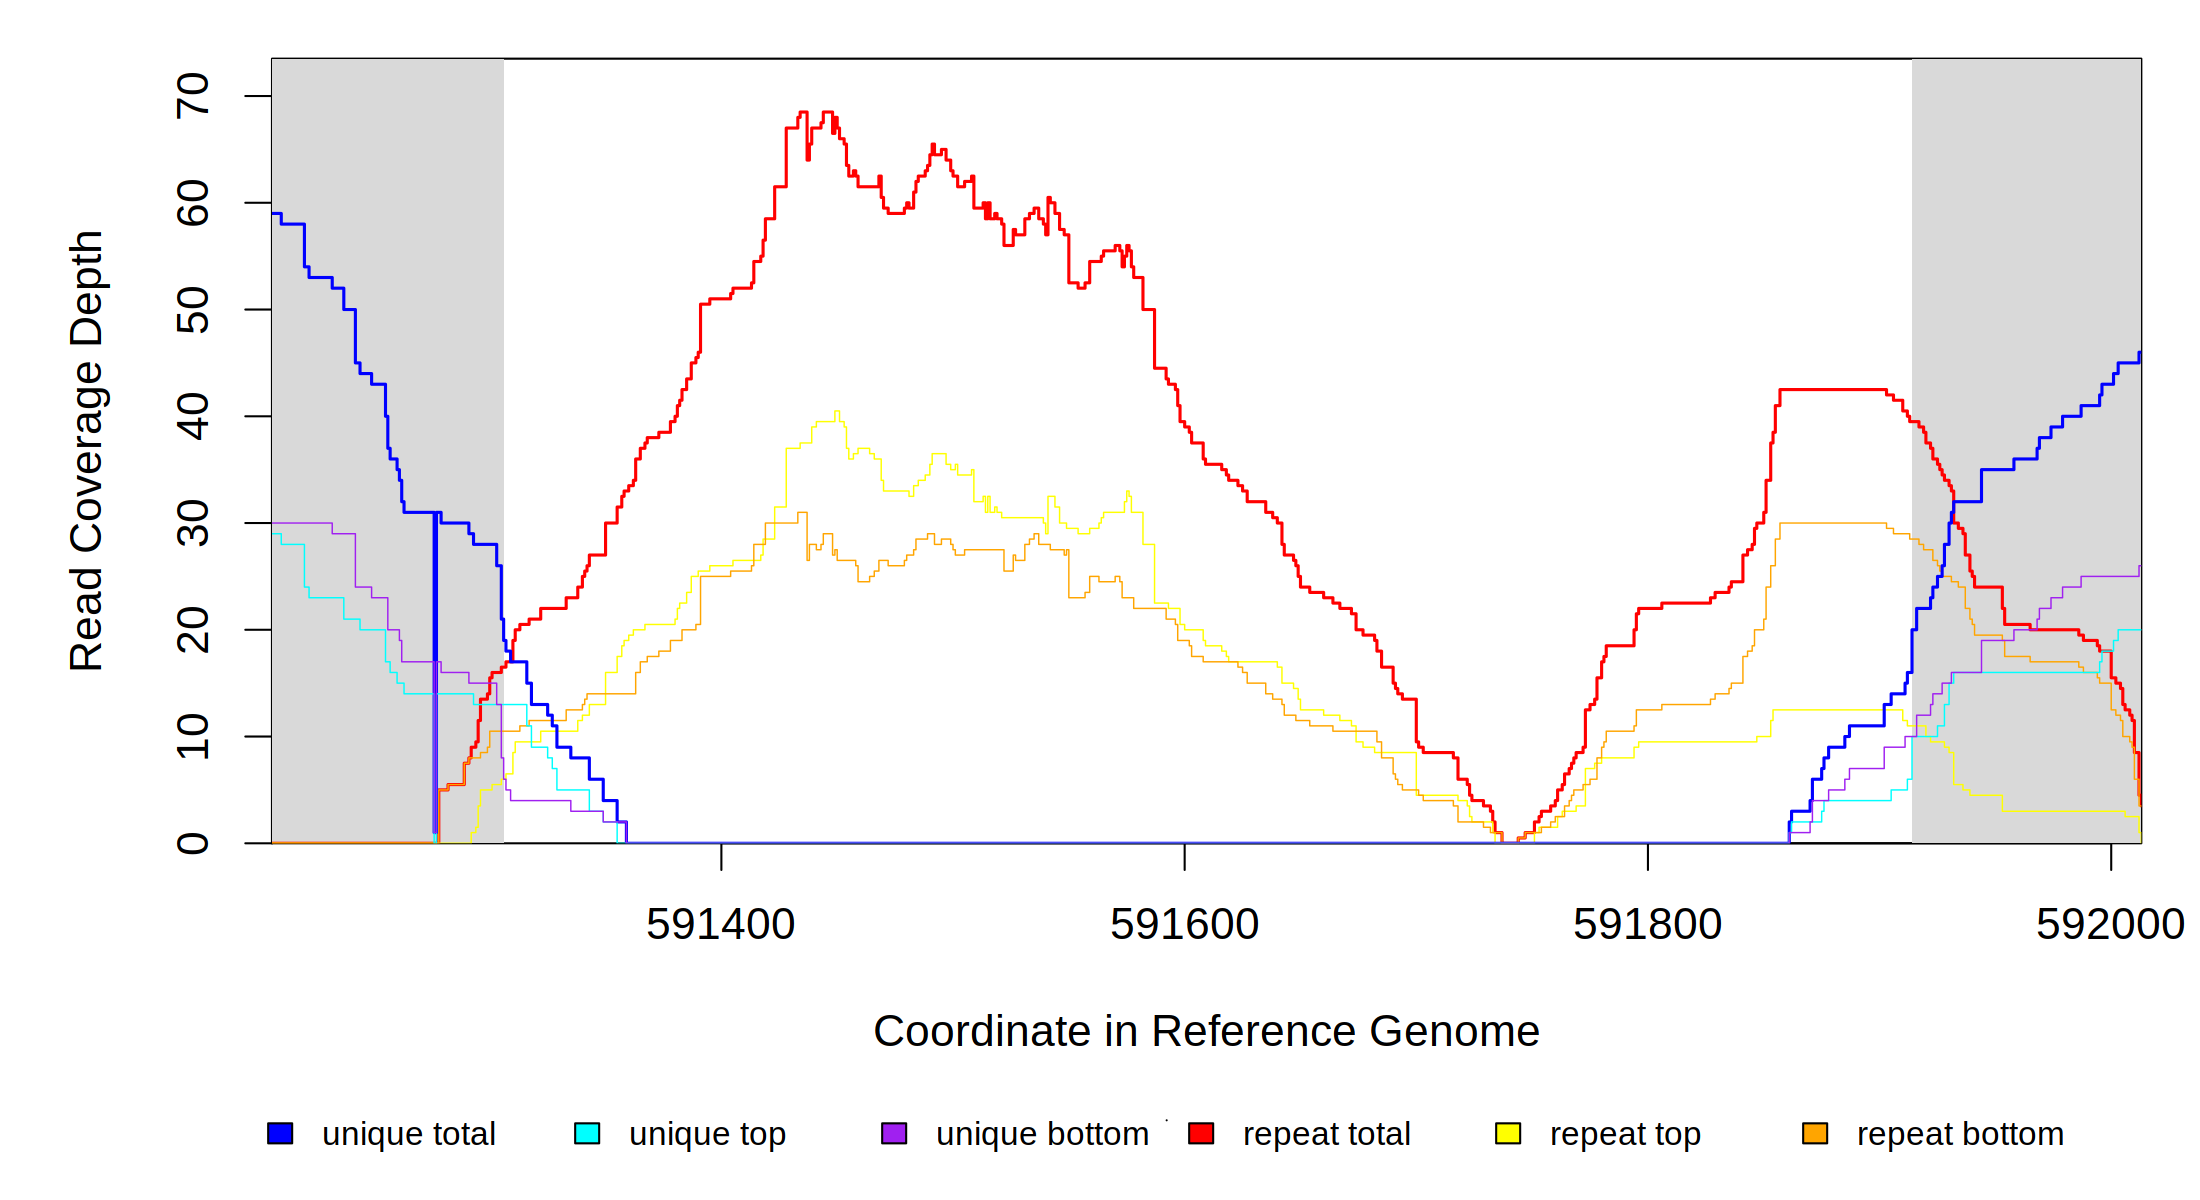 70
60
50
40
30
20
10
0
Read Coverage Depth
591400 591600 591800 592000
Coordinate in Reference Genome
unique total unique top unique bottom repeat total repeat top repeat bottom